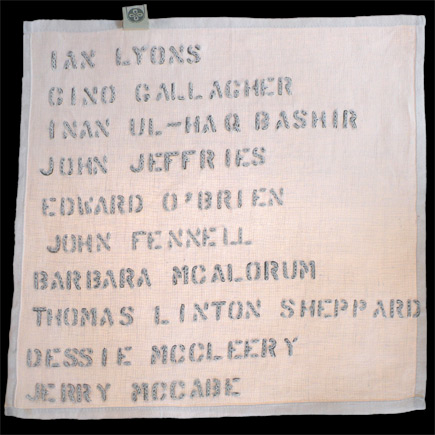 IAN LYONS
GINO GALLAGHER
INAN UL-HAQ BASHIR
JOHN JEFFRIES
EDWARD O'BRIEN
JOHN FENNELL
BARBARA MCALORUM
THOMAS LINTON SHEPPARD
DESSIE MCCLEERY
JERRY MCCABE